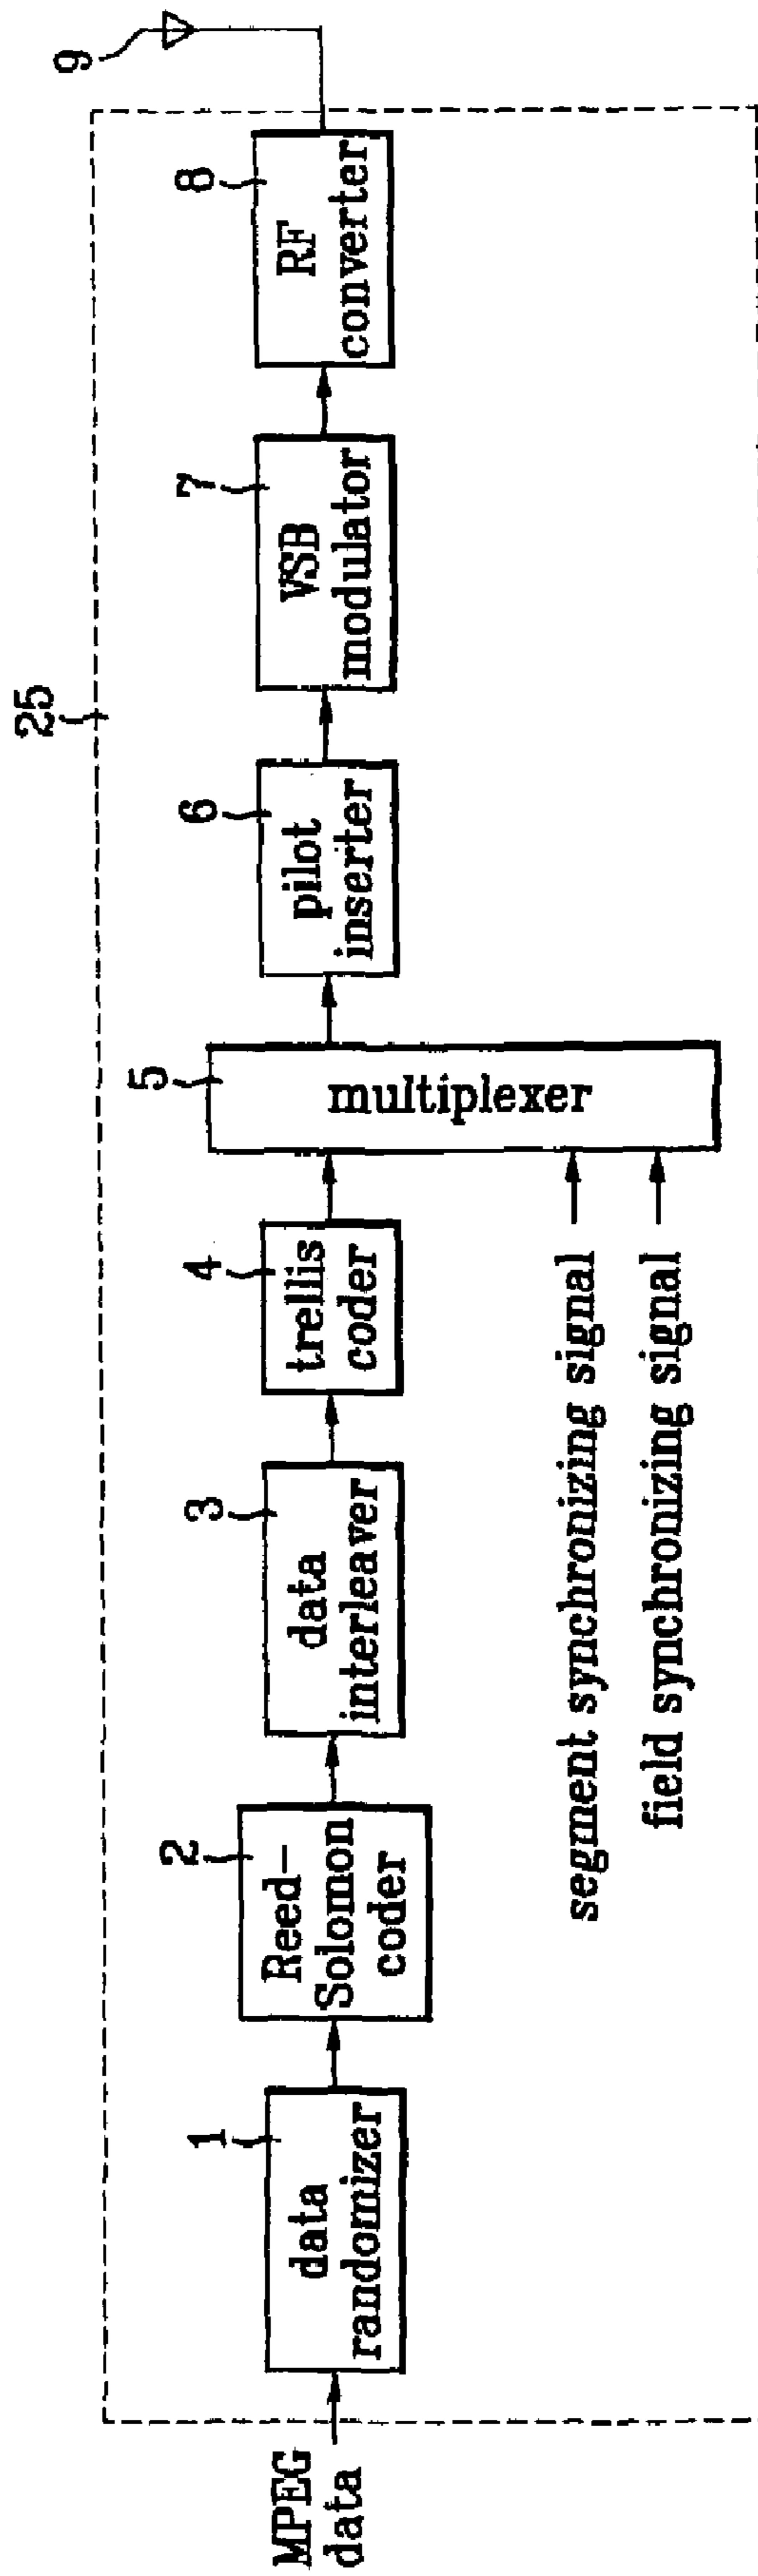 25
9
MPEG
data
1
data
randomizer
2
Reed-
Solomon
coder
3
data
interleaver
4
trellis
coder
5
multiplexer
6
pilot
inserter
7
VSB
modulator
8
RF
converter
segment synchronizing signal
field synchronizing signal